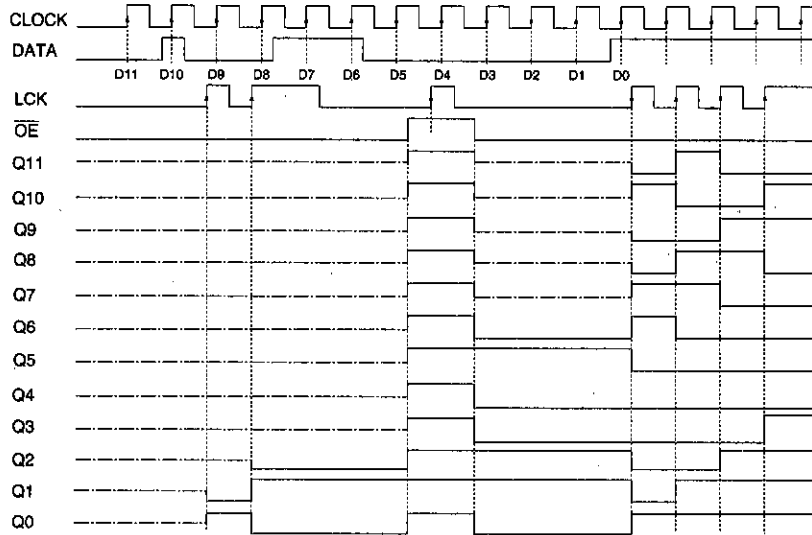 CLOCK
DATA
D11 D10 D9 D8 D7 D6 D5 D4 D3 D2 D1 D0
LCK
OE
Q11
Q10
Q9
Q8
Q7
Q6
Q5
Q4
Q3
Q2
Q1
Q0